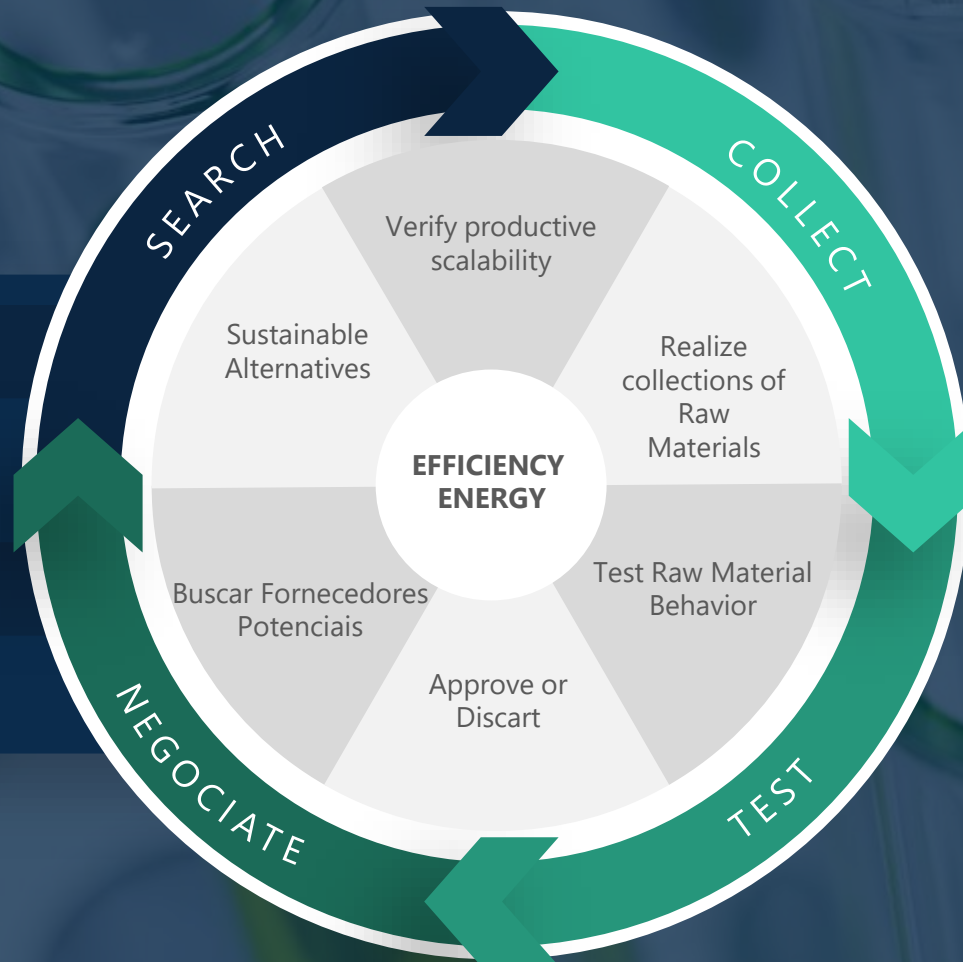 SEARCH
COLLECT
TEST
NEGOCIATE
Verify productive
scalability
Realize
collections of
Raw
Materials
Test Raw Material
Behavior
Approve or
Discart
Buscar Fornecedores
Potenciais
Sustainable
Alternatives
EFFICIENCY
ENERGY